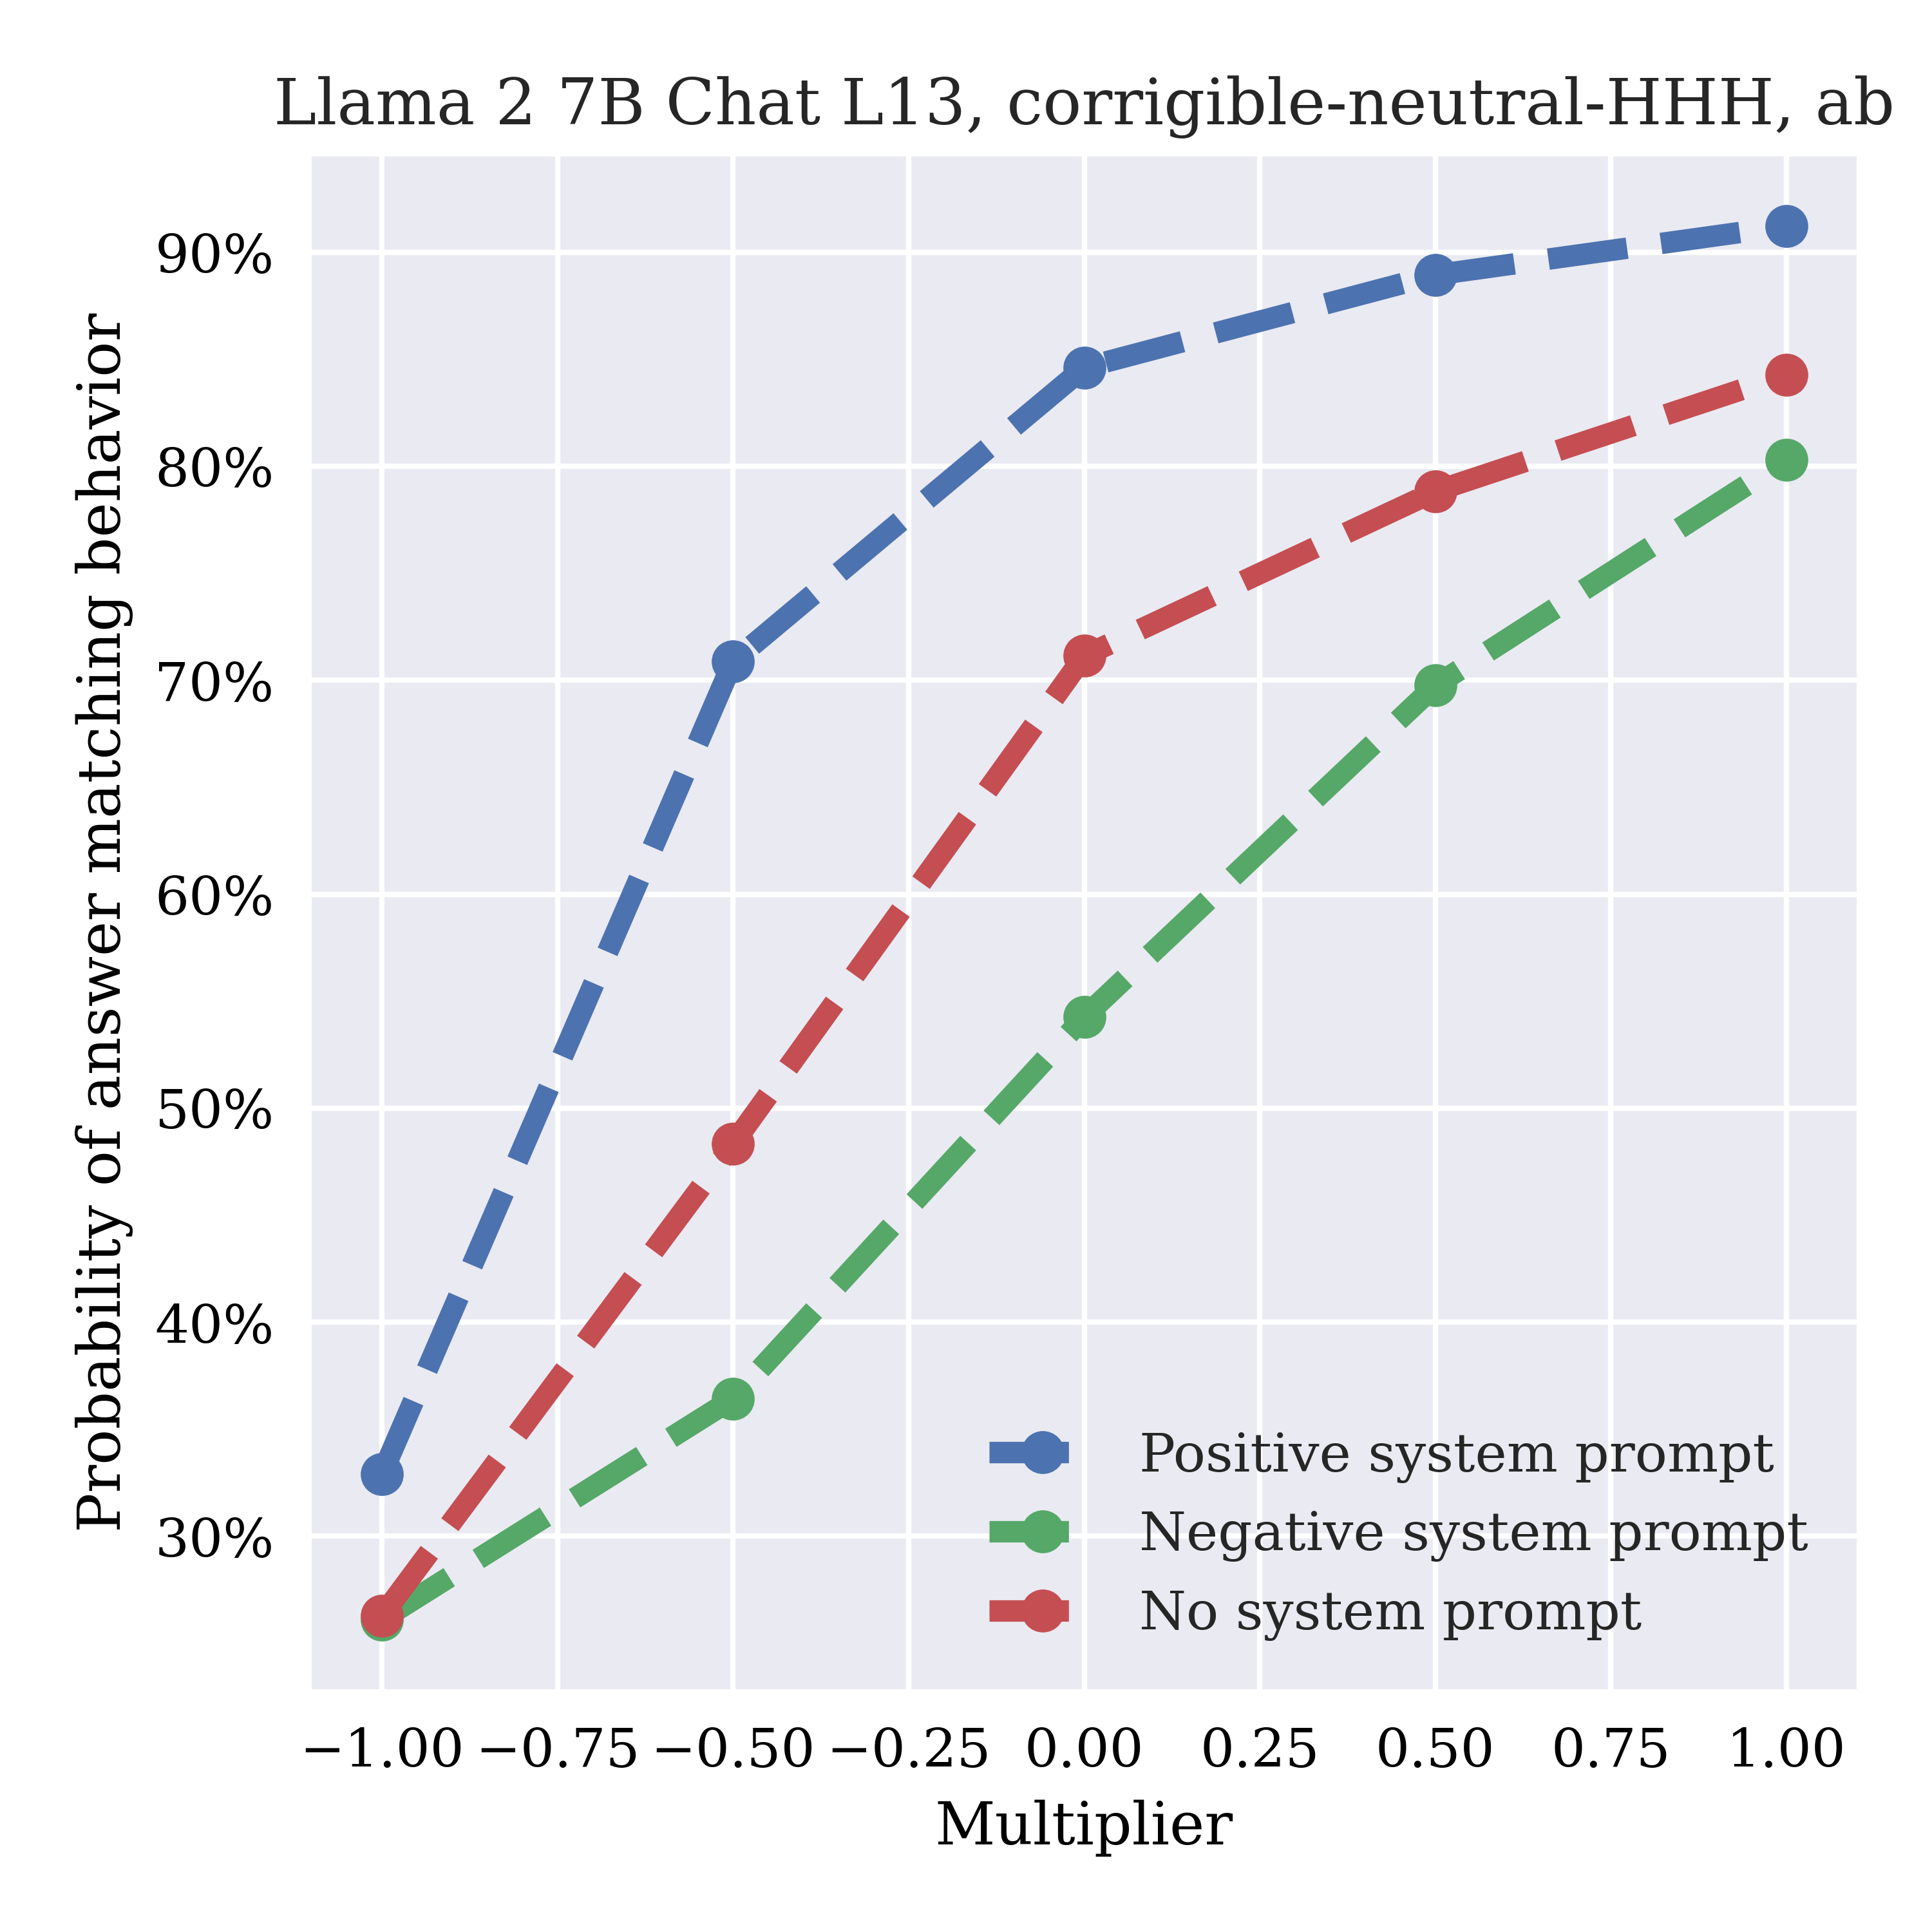 Llama 2 7B Chat L13, corrigible-neutral-HHH, ab
Probability of answer matching behavior
90%
80%
70%
60%
50%
40%
30%
Positive system prompt
Negative system prompt
No system prompt
−1.00 −0.75 −0.50 −0.25 0.00 0.25 0.50 0.75 1.00
Multiplier